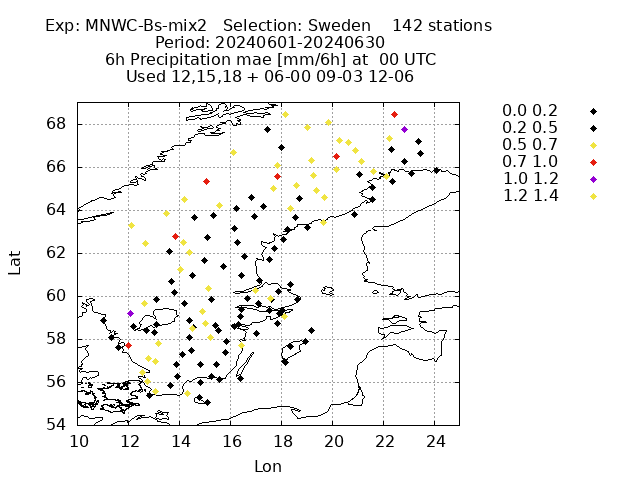 Exp: MNWC-Bs-mix2 Selection: Sweden 142 stations
Period: 20240601-20240630
6h Precipitation mae [mm/6h] at 00 UTC
Used 12,15,18 + 06-00 09-03 12-06
0.0 0.2
0.2 0.5
0.5 0.7
0.7 1.0
1.0 1.2
1.2 1.4
68
66
64
62
60
58
56
54
Lat
10 12 14 16 18 20 22 24
Lon